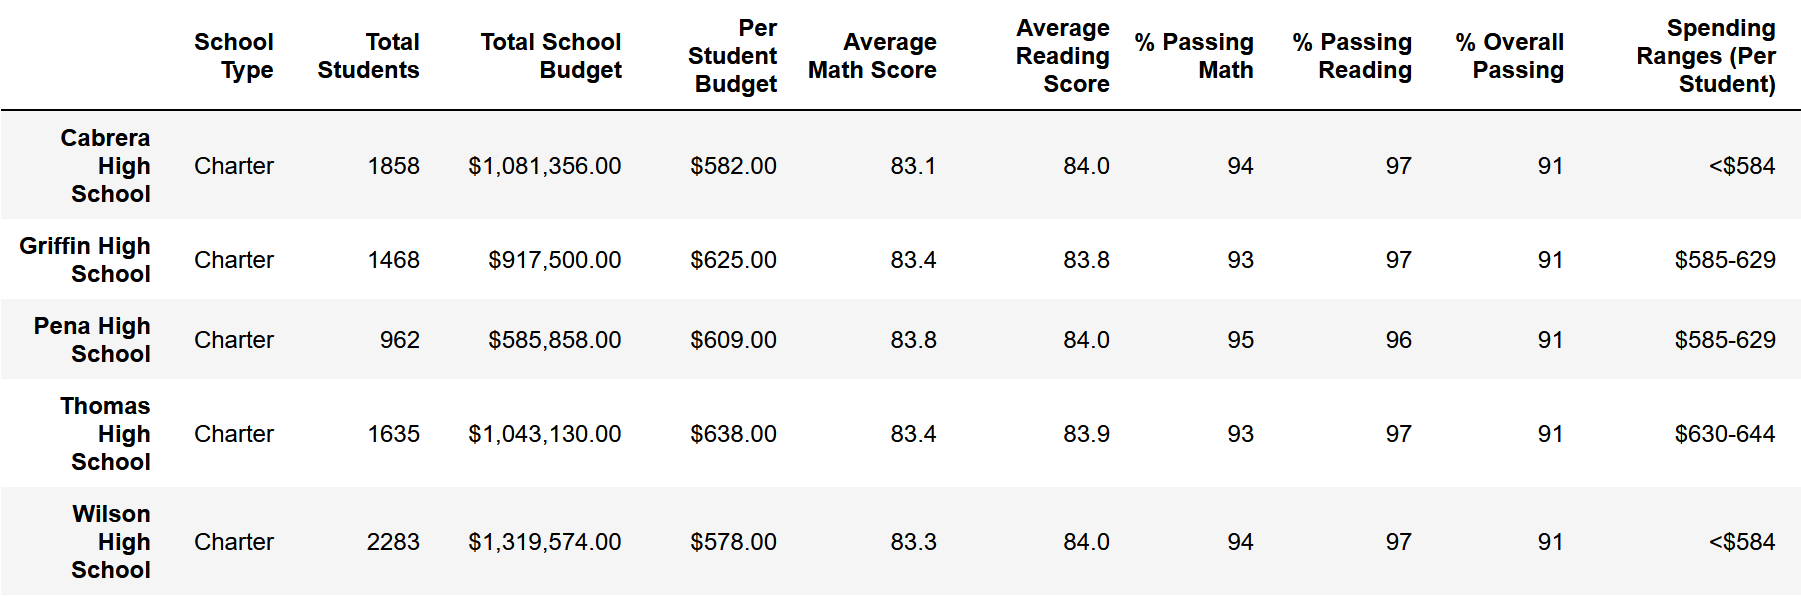 School Type	Total Students	Total School Budget	Per Student Budget	Average Math Score	Average Reading Score	% Passing Math	% Passing Reading	% Overall Passing	Spending Ranges (Per Student)
Cabrera High School	Charter	1858	$1,081,356.00	$582.00	83.1	84.0	94	97	91	<$584
Griffin High School	Charter	1468	$917,500.00	$625.00	83.4	83.8	93	97	91	$585-629
Pena High School	Charter	962	$585,858.00	$609.00	83.8	84.0	95	96	91	$585-629
Thomas High School	Charter	1635	$1,043,130.00	$638.00	83.4	83.9	93	97	91	$630-644
Wilson High School	Charter	2283	$1,319,574.00	$578.00	83.3	84.0	94	97	91	<$584